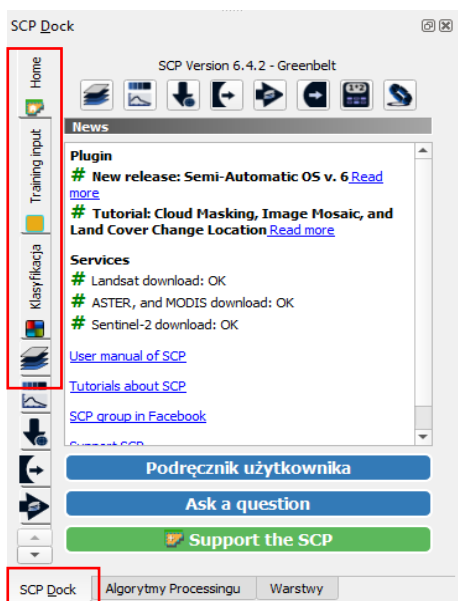 SCP Dock
SCP Version 6.4.2 - Greenbelt
Home
Training input
Klasyfikacja
News
Plugin
# New release: Semi-Automatic OS v. 6 Read
more
# Tutorial: Cloud Masking, Image Mosaic, and
Land Cover Change Location Read more
Services
# Landsat download: OK
# ASTER, and MODIS download: OK
# Sentinel-2 download: OK
User manual of SCP
Tutorials about SCP
SCP group in Facebook
Support SCP
Podręcznik użytkownika
Ask a question
Support the SCP
SCP Dock
Algorytmy Processingu
Warstwy